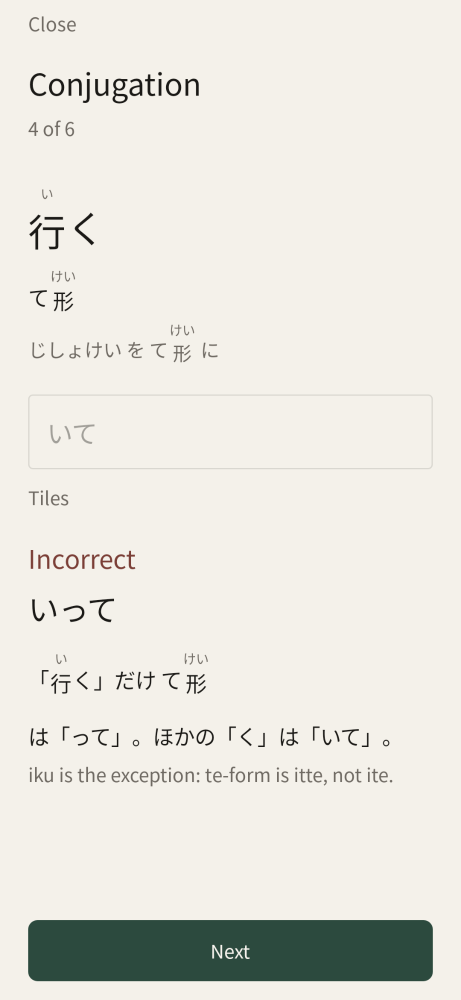 Close
Conjugation
4 of 6
い
行く
けい
て形
けい
じしょけい を て 形 に
いて
Tiles
Incorrect
いって
い けい
「行く」だけ て形
は「って」。ほかの「く」は「いて」。
iku is the exception: te-form is itte, not ite.
Next